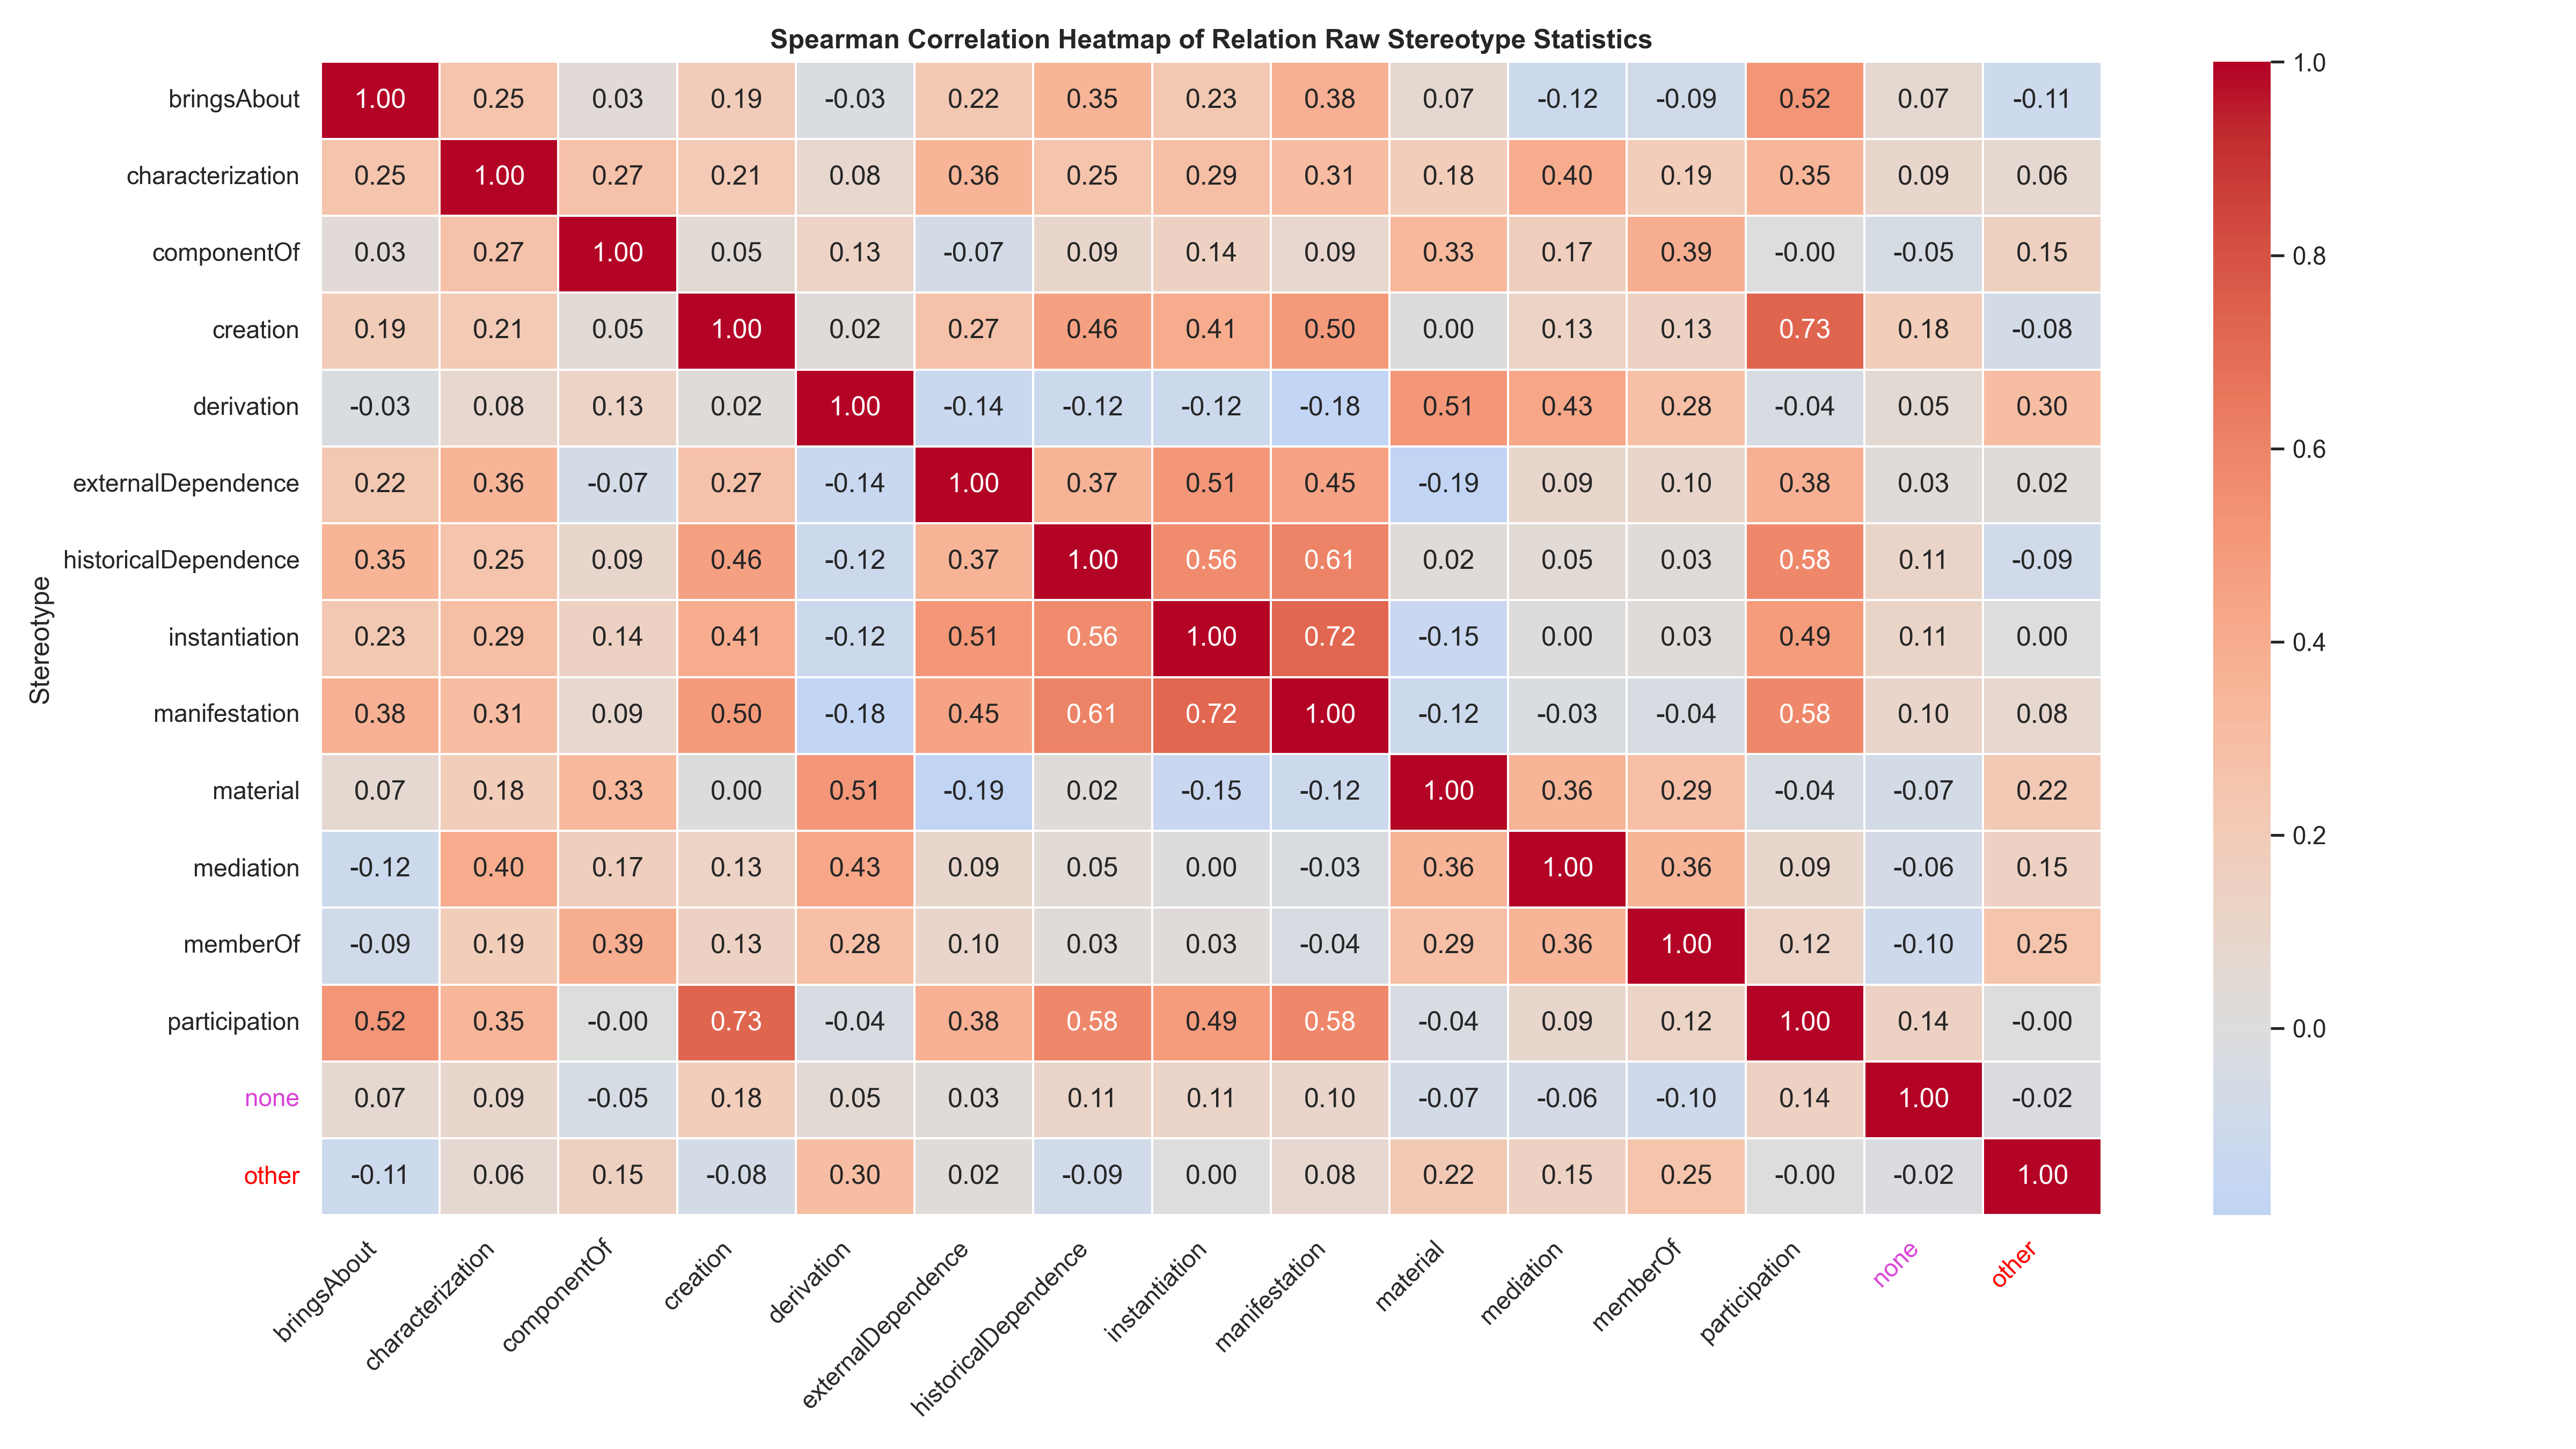 Spearman Correlation Heatmap of Relation Raw Stereotype Statistics
Stereotype
bringsAbout 1.00 0.25 0.03 0.19 -0.03 0.22 0.35 0.23 0.38 0.07 -0.12 -0.09 0.52 0.07 -0.11
characterization 0.25 1.00 0.27 0.21 0.08 0.36 0.25 0.29 0.31 0.18 0.40 0.19 0.35 0.09 0.06
componentOf 0.03 0.27 1.00 0.05 0.13 -0.07 0.09 0.14 0.09 0.33 0.17 0.39 -0.00 -0.05 0.15
creation 0.19 0.21 0.05 1.00 0.02 0.27 0.46 0.41 0.50 0.00 0.13 0.13 0.73 0.18 -0.08
derivation -0.03 0.08 0.13 0.02 1.00 -0.14 -0.12 -0.12 -0.18 0.51 0.43 0.28 -0.04 0.05 0.30
externalDependence 0.22 0.36 -0.07 0.27 -0.14 1.00 0.37 0.51 0.45 -0.19 0.09 0.10 0.38 0.03 0.02
historicalDependence 0.35 0.25 0.09 0.46 -0.12 0.37 1.00 0.56 0.61 0.02 0.05 0.03 0.58 0.11 -0.09
instantiation 0.23 0.29 0.14 0.41 -0.12 0.51 0.56 1.00 0.72 -0.15 0.00 0.03 0.49 0.11 0.00
manifestation 0.38 0.31 0.09 0.50 -0.18 0.45 0.61 0.72 1.00 -0.12 -0.03 -0.04 0.58 0.10 0.08
material 0.07 0.18 0.33 0.00 0.51 -0.19 0.02 -0.15 -0.12 1.00 0.36 0.29 -0.04 -0.07 0.22
mediation -0.12 0.40 0.17 0.13 0.43 0.09 0.05 0.00 -0.03 0.36 1.00 0.36 0.09 -0.06 0.15
memberOf -0.09 0.19 0.39 0.13 0.28 0.10 0.03 0.03 -0.04 0.29 0.36 1.00 0.12 -0.10 0.25
participation 0.52 0.35 -0.00 0.73 -0.04 0.38 0.58 0.49 0.58 -0.04 0.09 0.12 1.00 0.14 -0.00
none 0.07 0.09 -0.05 0.18 0.05 0.03 0.11 0.11 0.10 -0.07 -0.06 -0.10 0.14 1.00 -0.02
other -0.11 0.06 0.15 -0.08 0.30 0.02 -0.09 0.00 0.08 0.22 0.15 0.25 -0.00 -0.02 1.00
bringsAbout characterization componentOf creation derivation externalDependence historicalDependence instantiation manifestation material mediation memberOf participation none other
1.0
0.8
0.6
0.4
0.2
0.0